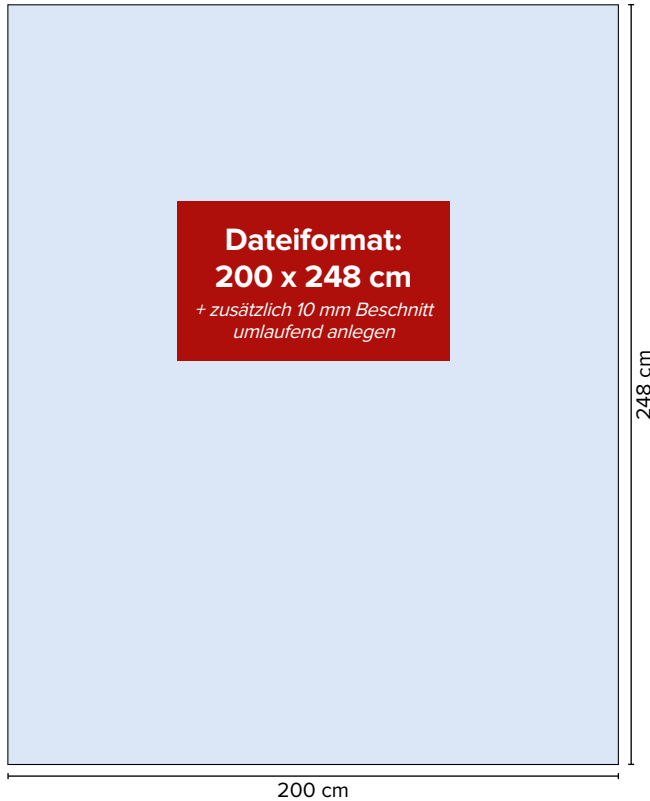 Dateiformat:
200 x 248 cm
+ zusätzlich 10 mm Beschnitt
umlaufend anlegen
248 cm
200 cm